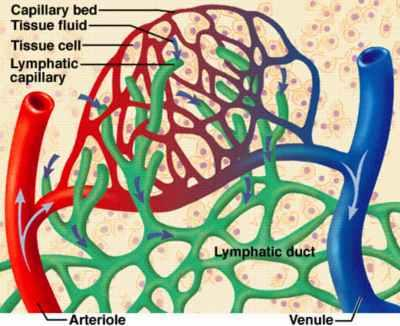 Capillary bed
Tissue fluid
Tissue cell
Lymphatic
capillary
Lymphatic duct
Arteriole
Venule